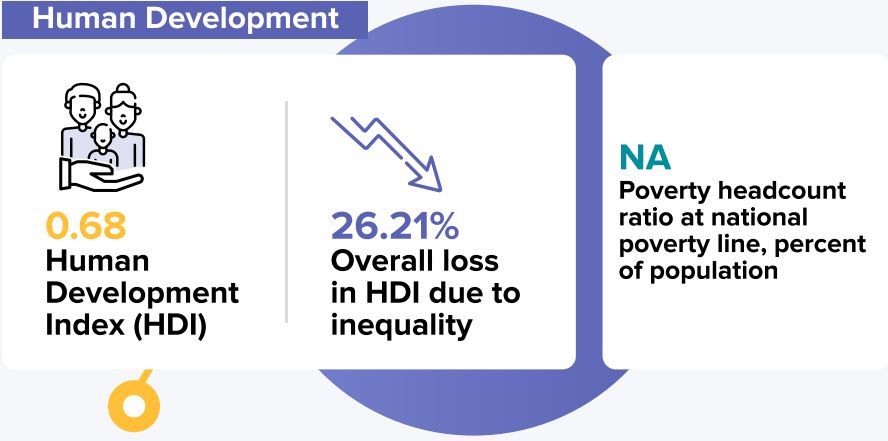 Human Development
0.68
Human
Development
Index (HDI)
26.21%
Overall loss
in HDI due to
inequality
NA
Poverty headcount
ratio at national
poverty line, percent
of population